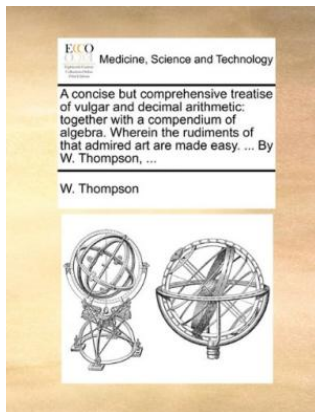 ECCO
Medicine, Science and Technology
A concise but comprehensive treatise
of vulgar and decimal arithmetic:
together with a compendium of
algebra. Wherein the rudiments of
that admired art are made easy. ... By
W. Thompson, ...
W. Thompson